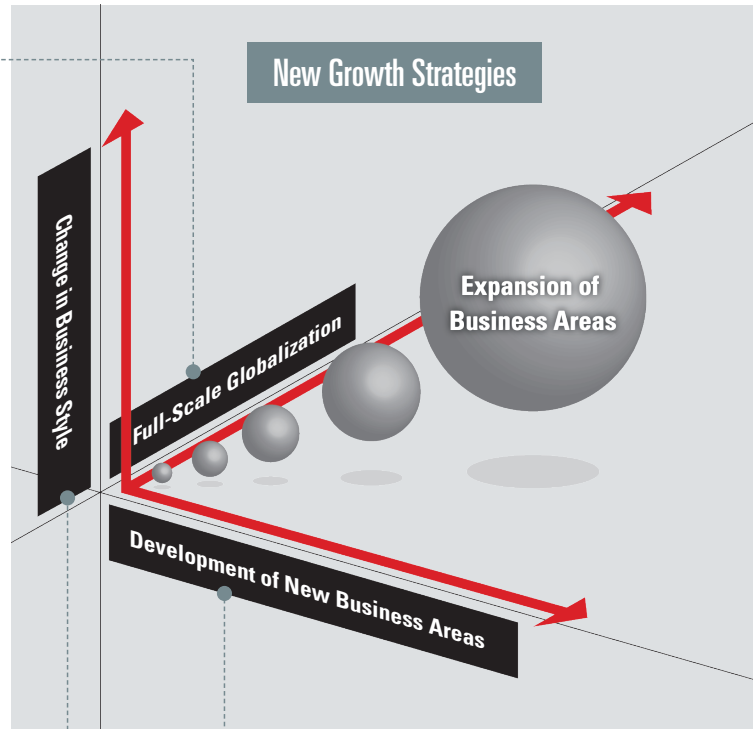 New Growth Strategies
Change in Business Style
Full-Scale Globalization
Expansion of
Business Areas
Development of New Business Areas